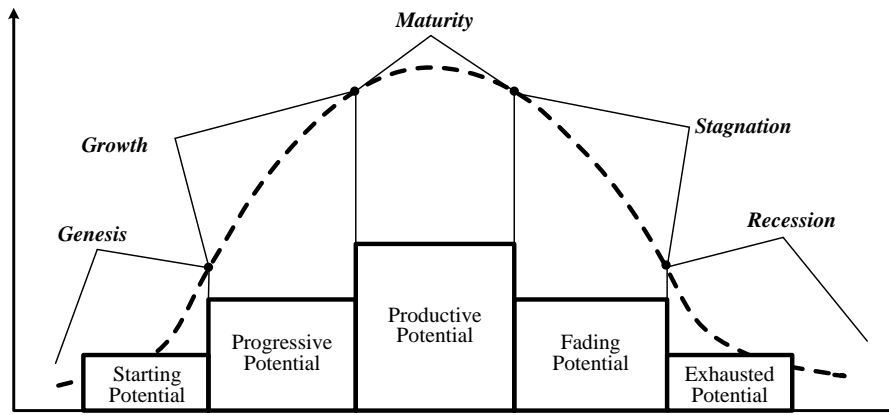 Maturity
Growth
Stagnation
Genesis
Recession
Starting
Potential
Progressive
Potential
Productive
Potential
Fading
Potential
Exhausted
Potential